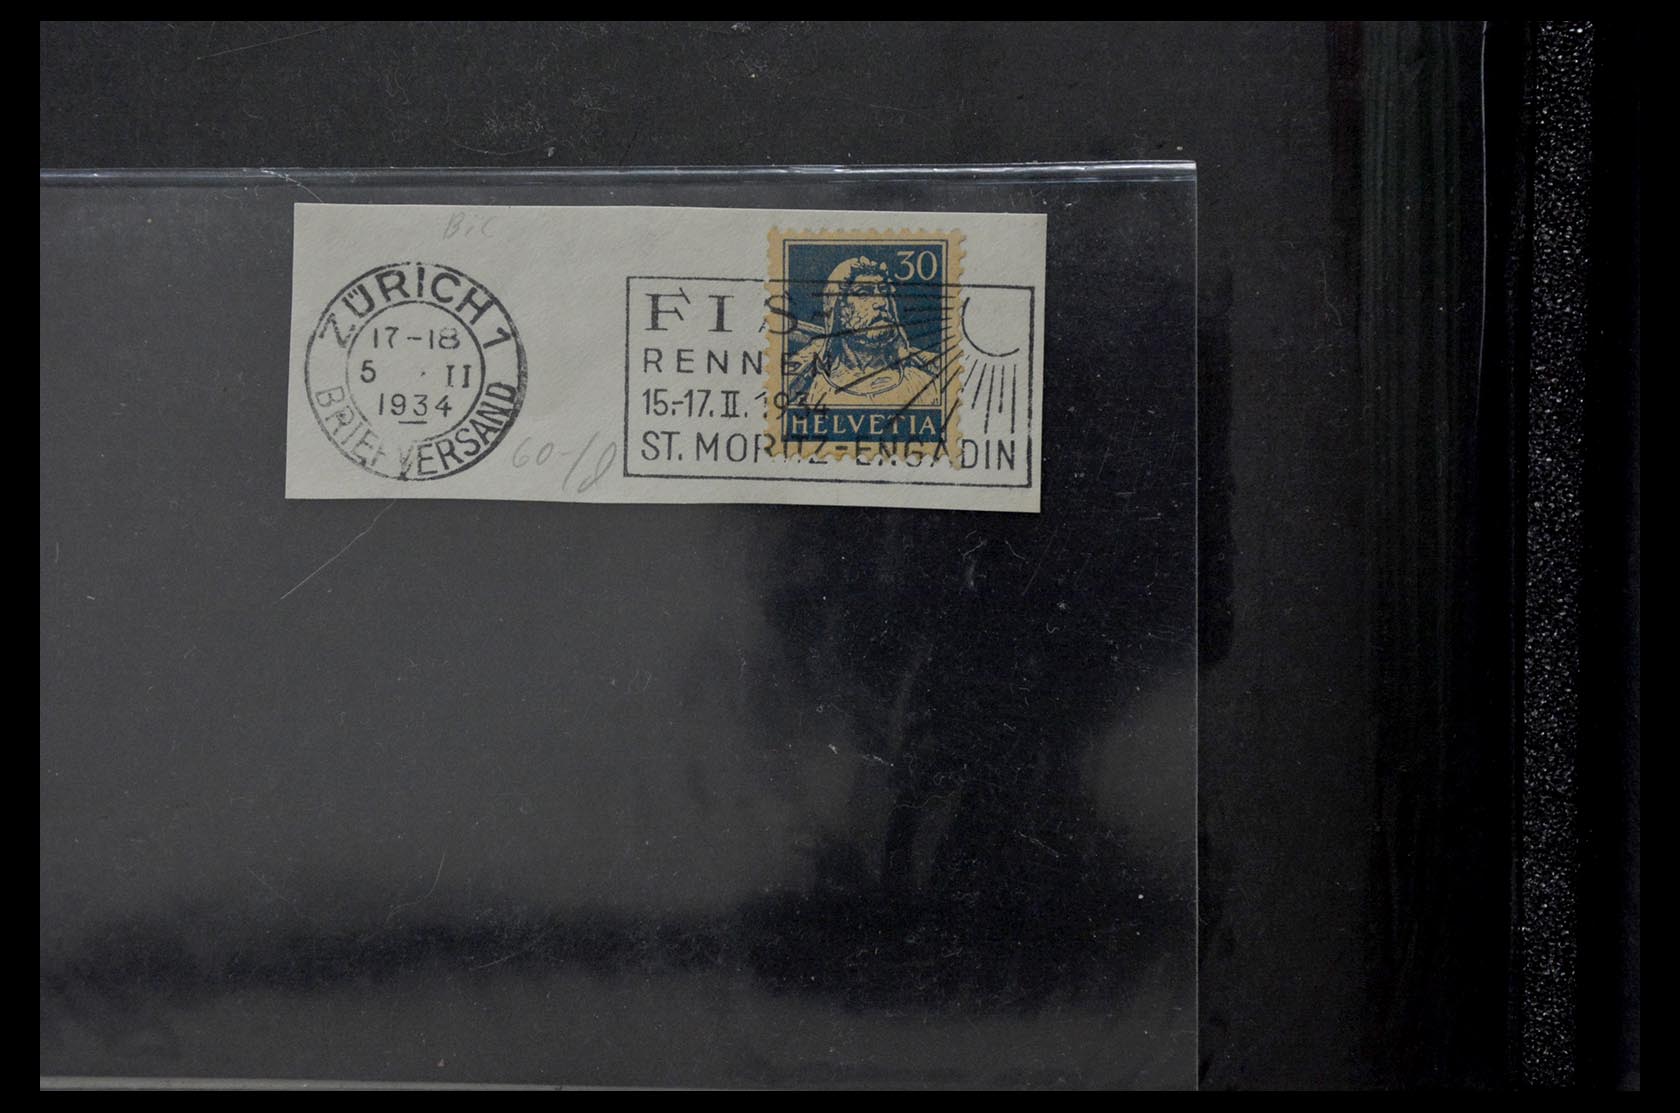 Bic
ZÜRICH 1
17-18
5 . II
1934
BRIEFVERSAND
60-
30
HELVETIA
FIS-
RENNEN
15.-17. II. 1934
ST. MORITZ-ENGADIN